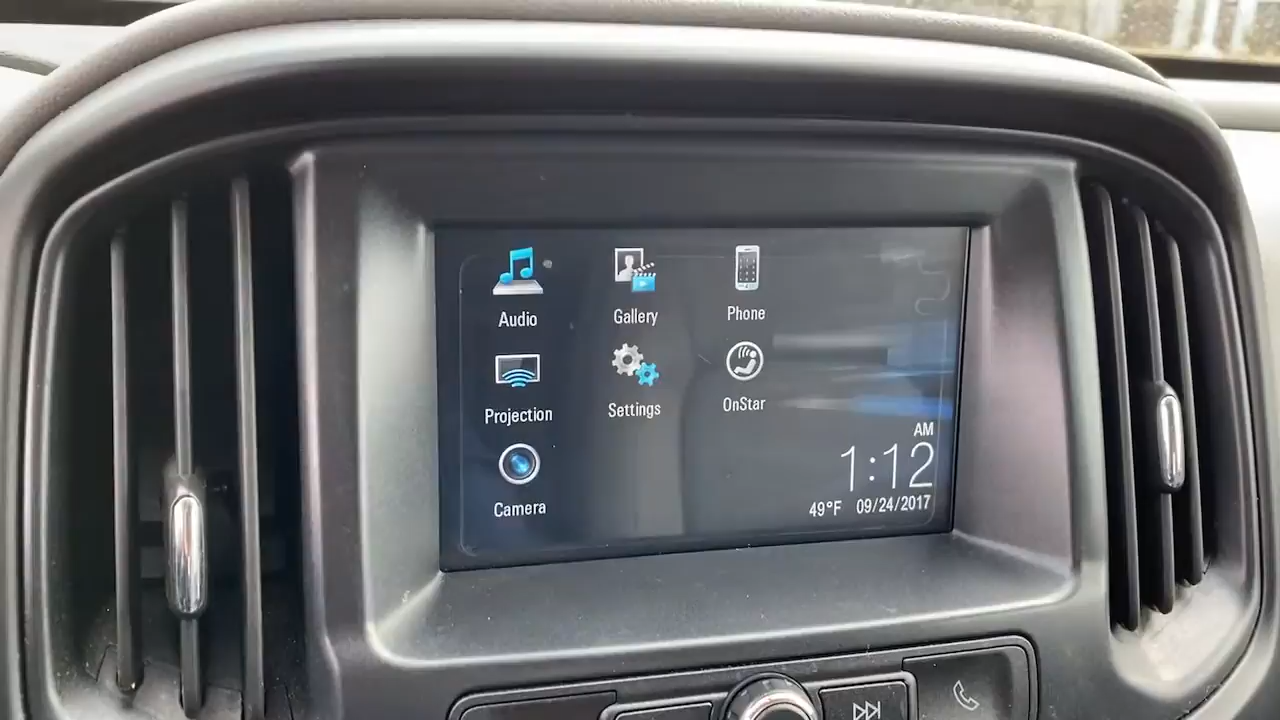 Audio
Gallery
Phone
Projection
Settings
OnStar
Camera
AM
1:12
49°F 09/24/2017